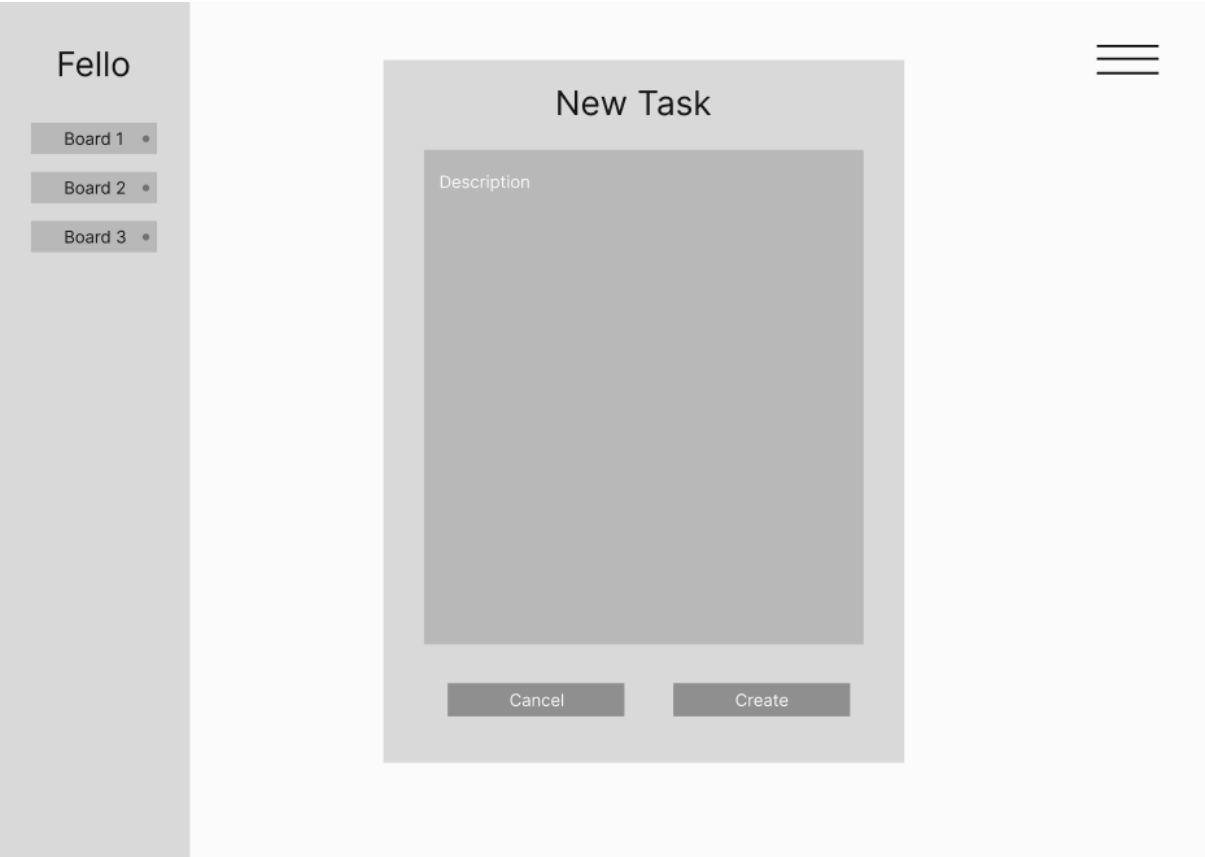 Fello
Board 1
Board 2
Board 3
New Task
Description
Cancel
Create